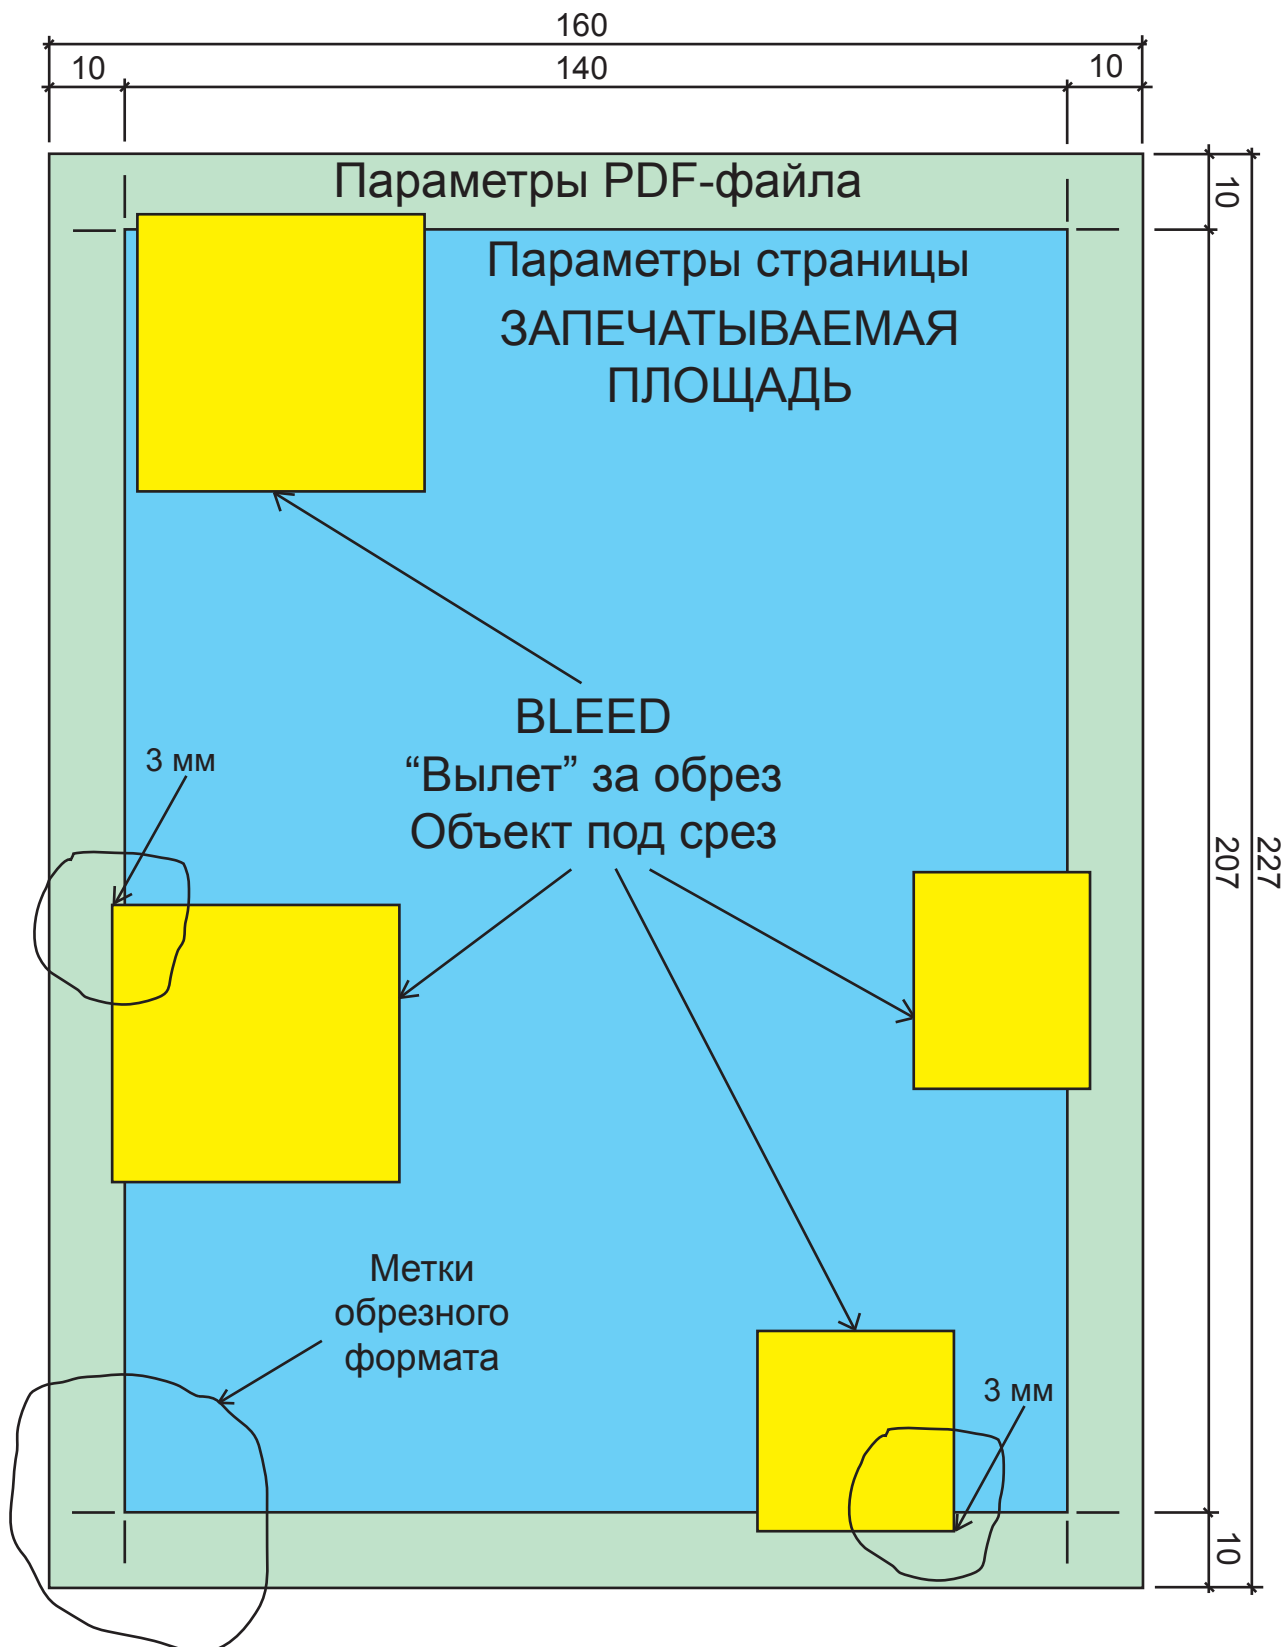 160
10
140
10
Параметры PDF-файла
10
Параметры страницы
ЗАПЕЧАТЫВАЕМАЯ
ПЛОЩАДЬ
BLEED
“Вылет” за обрез
Объект под срез
3 мм
207
227
Метки
обрезного
формата
3 мм
10